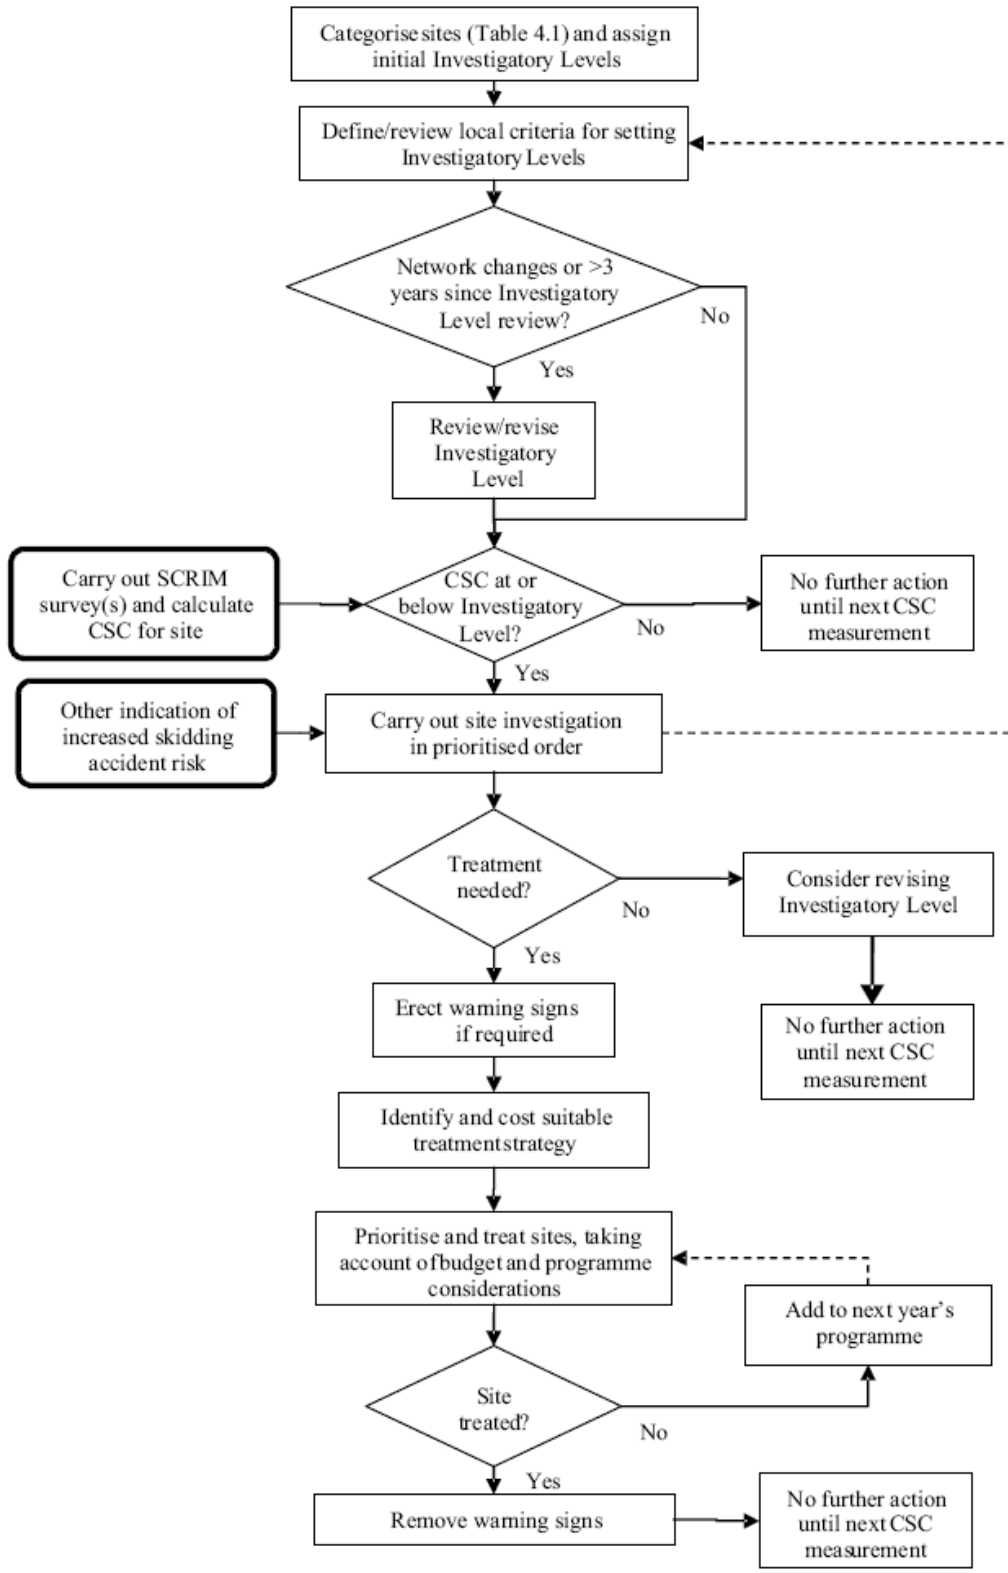 Categorise sites (Table 4.1) and assign
initial Investigatory Levels
Define/review local criteria for setting
Investigatory Levels
Network changes or >3
years since Investigatory
Level review?
No
Yes
Review/revise
Investigatory
Level
Carry out SCRIM
survey(s) and calculate
CSC for site
CSC at or
below Investigatory
Level?
No
No further action
until next CSC
measurement
Yes
Other indication of
increased skidding
accident risk
Carry out site investigation
in prioritised order
Treatment
needed?
No
Consider revising
Investigatory Level
Yes
No further action
until next CSC
measurement
Erect warning signs
if required
Identify and cost suitable
treatment strategy
Prioritise and treat sites, taking
account of budget and programme
considerations
Add to next year's
programme
Site
treated?
No
Yes
Remove warning signs
No further action
until next CSC
measurement